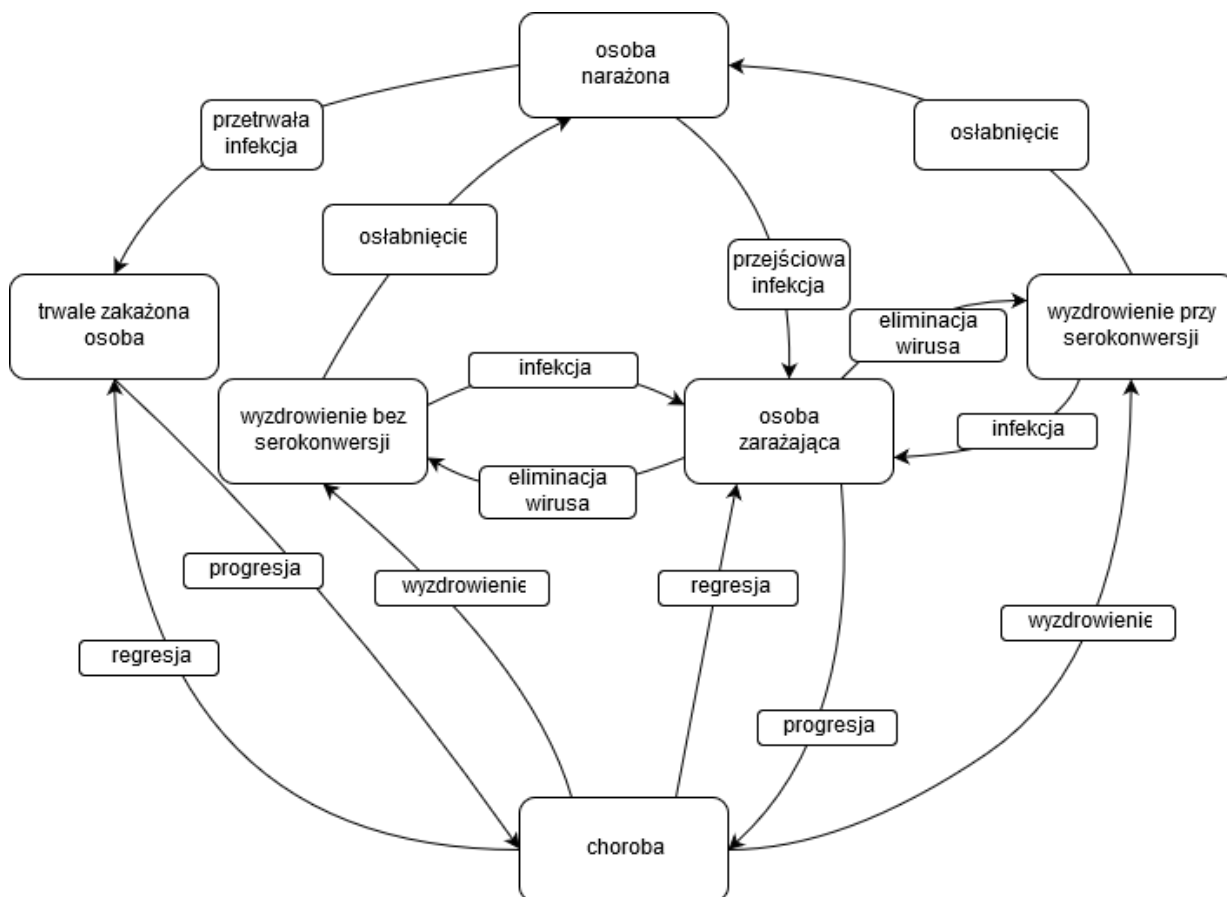 osoba
narażona
przetrwała
infekcja
osłabnięcie
osłabnięcie
przejściowa
infekcja
trwale zakażona
osoba
eliminacja
wirusa
wyzdrowienie przy
serokonwersji
infekcja
wyzdrowienie bez
serokonwersji
osoba
zarażająca
infekcja
eliminacja
wirusa
progresja
wyzdrowienie
regresja
wyzdrowienie
regresja
progresja
choroba